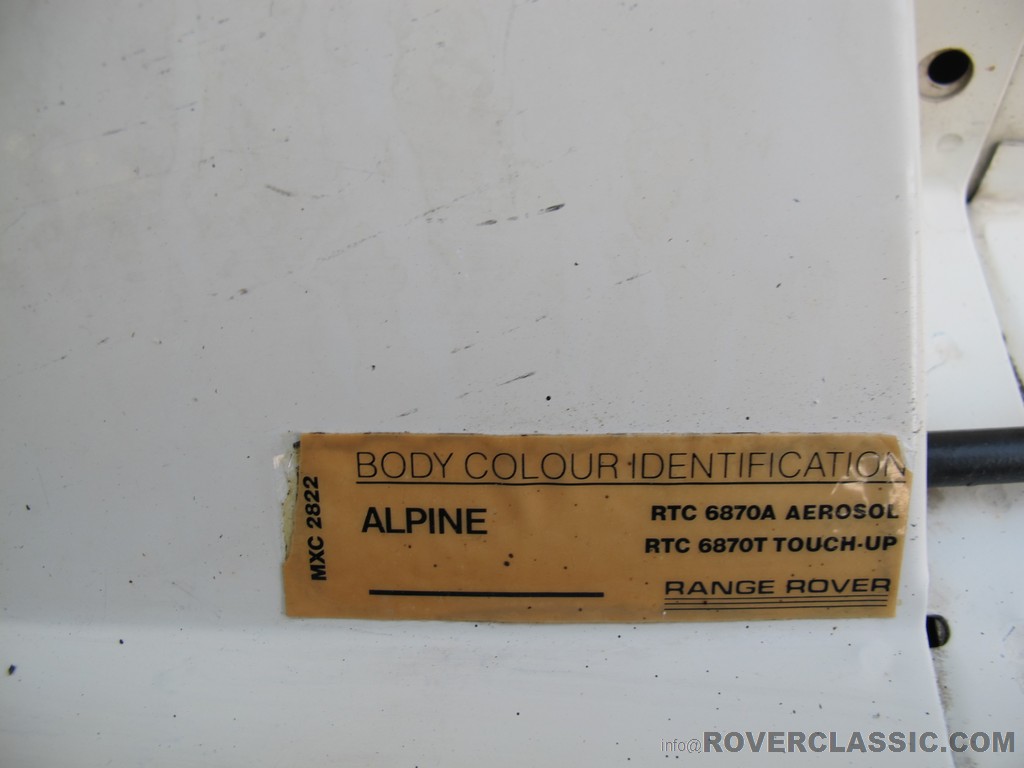 BODY COLOUR IDENTIFICATION
MXC 2822
ALPINE
RTC 6870A AEROSOL
RTC 6870T TOUCH-UP
RANGE ROVER
info@ROVERCLASSIC.COM